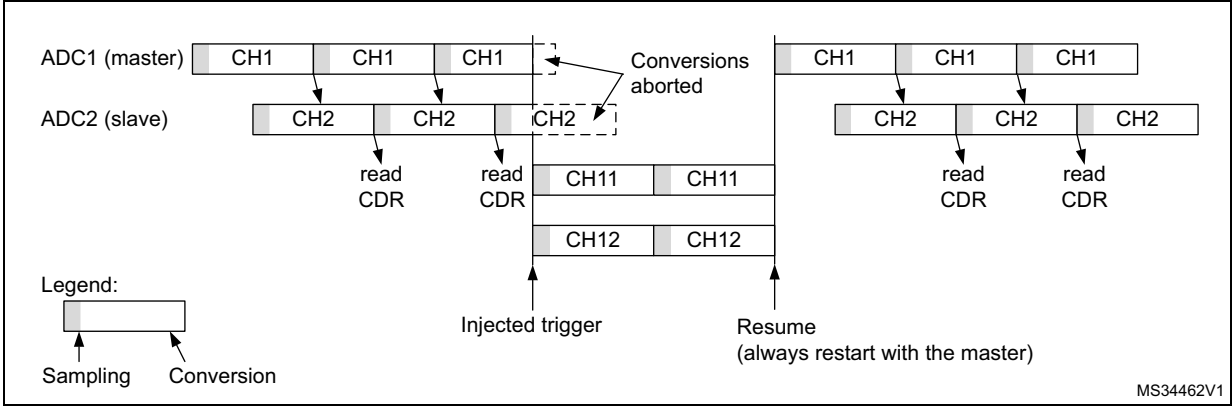 ADC1 (master) CH1 CH1 CH1 CH1 CH1 CH1
Conversions
aborted
ADC2 (slave) CH2 CH2 CH2 CH2 CH2 CH2
read read read read
CDR CDR CDR CDR
CH11 CH11
CH12 CH12
Legend:
Injected trigger
Resume
(always restart with the master)
Sampling Conversion
MS34462V1